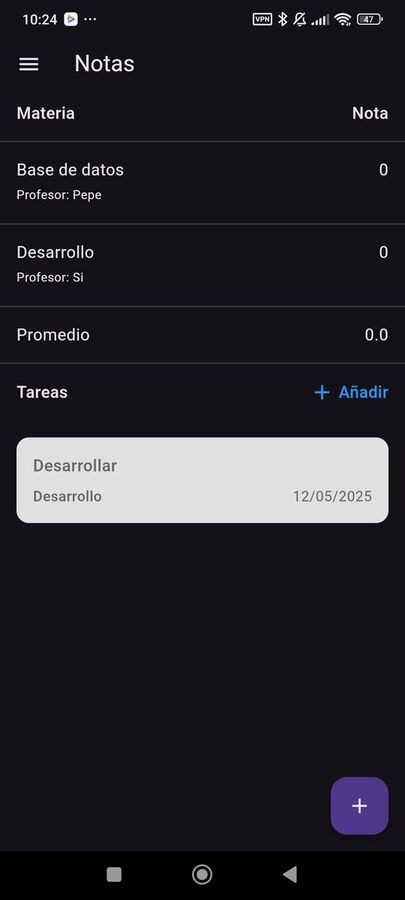 10:24 VPN 47
Notas
Materia Nota
Base de datos 0
Profesor: Pepe
Desarrollo 0
Profesor: Si
Promedio 0.0
Tareas + Añadir
Desarrollar
Desarrollo 12/05/2025
+